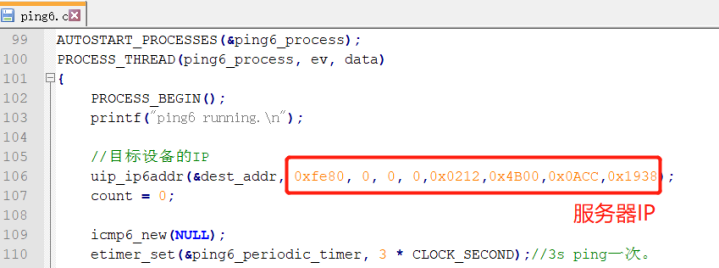 ping6.c
99 AUTOSTART_PROCESSES(&ping6_process);
100 PROCESS_THREAD(ping6_process, ev, data)
101 {
102 PROCESS_BEGIN();
103 printf("ping6 running.\n");
104
105 //目标设备的IP
106 uip_ip6addr(&dest_addr, 0xfe80, 0, 0, 0,0x0212,0x4B00,0x0ACC,0x1938);
107 count = 0;
服务器IP
108
109 icmp6_new(NULL);
110 etimer_set(&ping6_periodic_timer, 3 * CLOCK_SECOND);//3s ping一次。